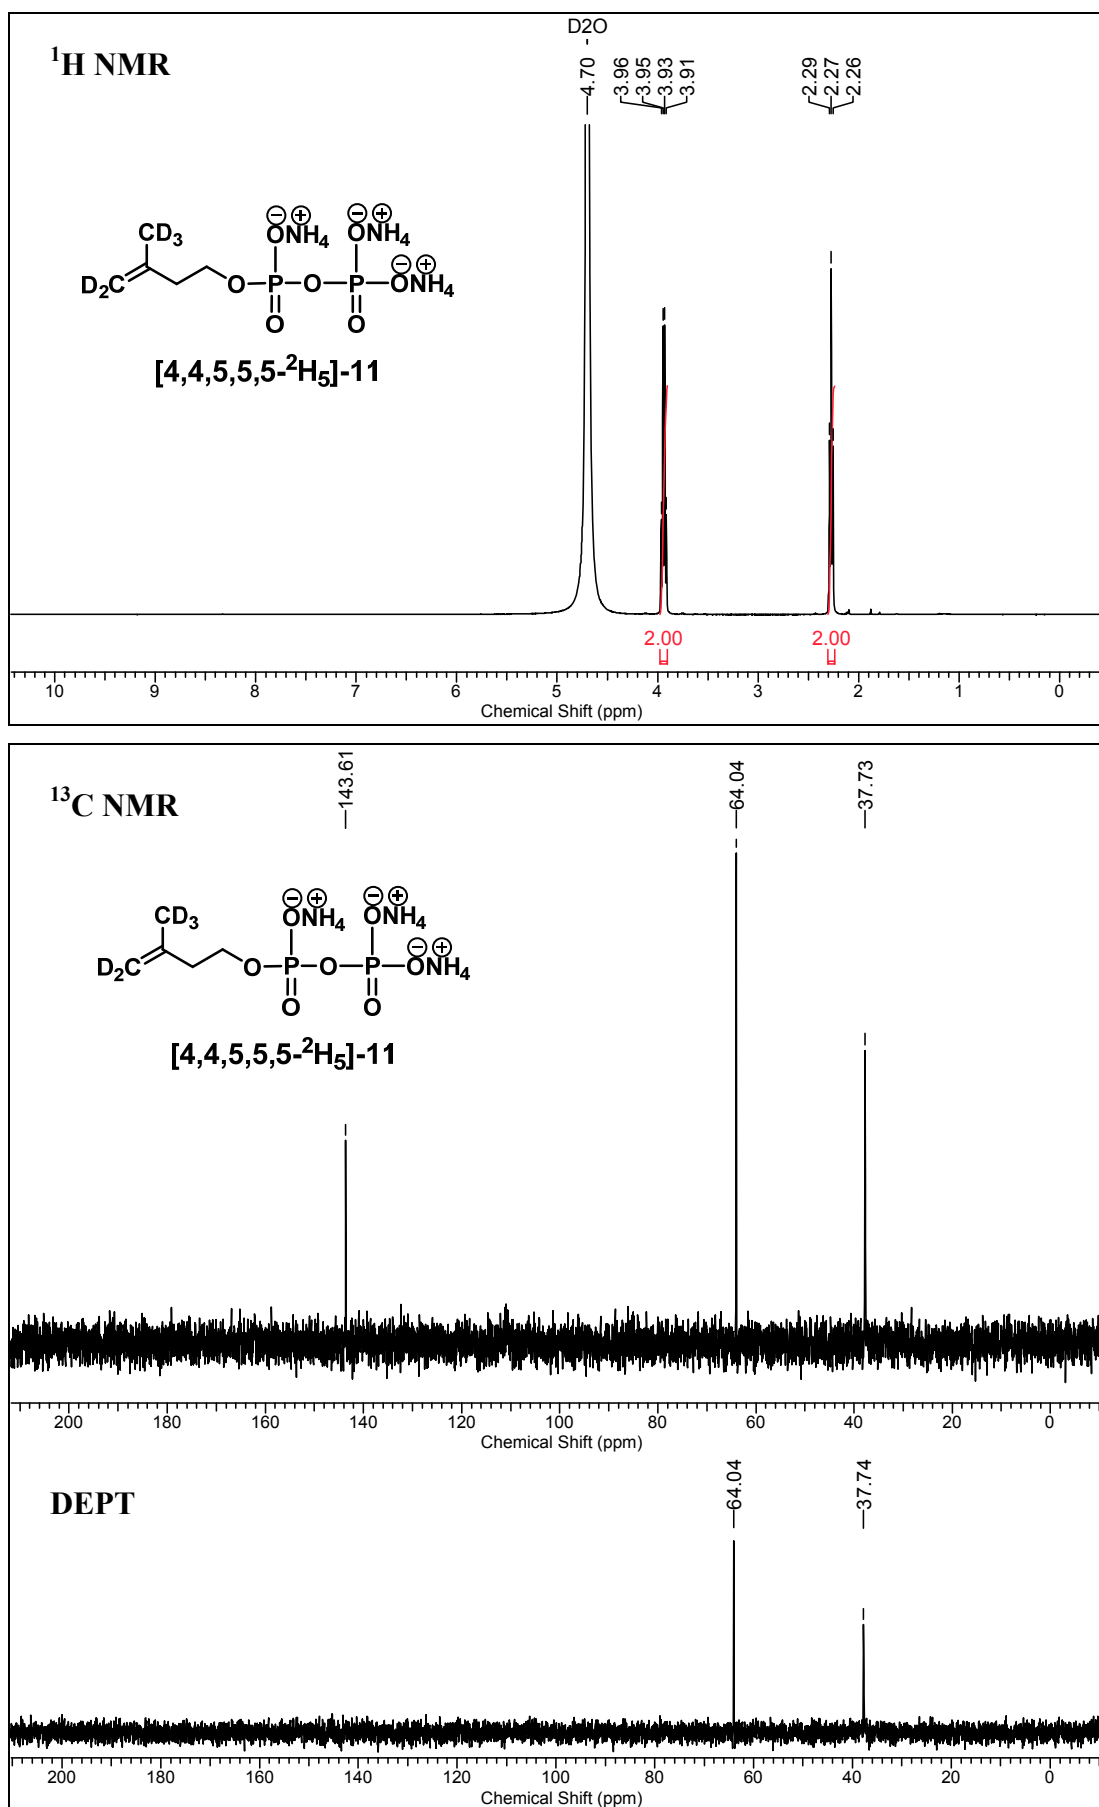 ¹H NMR
D2O
4.70
3.96
3.95
3.93
3.91
2.29
2.27
2.26
CD₃
D₂C
O
⊖ ⊕
ONH₄
P
O
O
⊖ ⊕
ONH₄
P
O
⊖ ⊕
ONH₄
[4,4,5,5,5-²H₅]-11
2.00
2.00
10 9 8 7 6 5 4 3 2 1 0
Chemical Shift (ppm)
¹³C NMR
143.61
64.04
37.73
CD₃
D₂C
O
⊖ ⊕
ONH₄
P
O
O
⊖ ⊕
ONH₄
P
O
⊖ ⊕
ONH₄
[4,4,5,5,5-²H₅]-11
200 180 160 140 120 100 80 60 40 20 0
Chemical Shift (ppm)
DEPT
64.04
37.74
200 180 160 140 120 100 80 60 40 20 0
Chemical Shift (ppm)